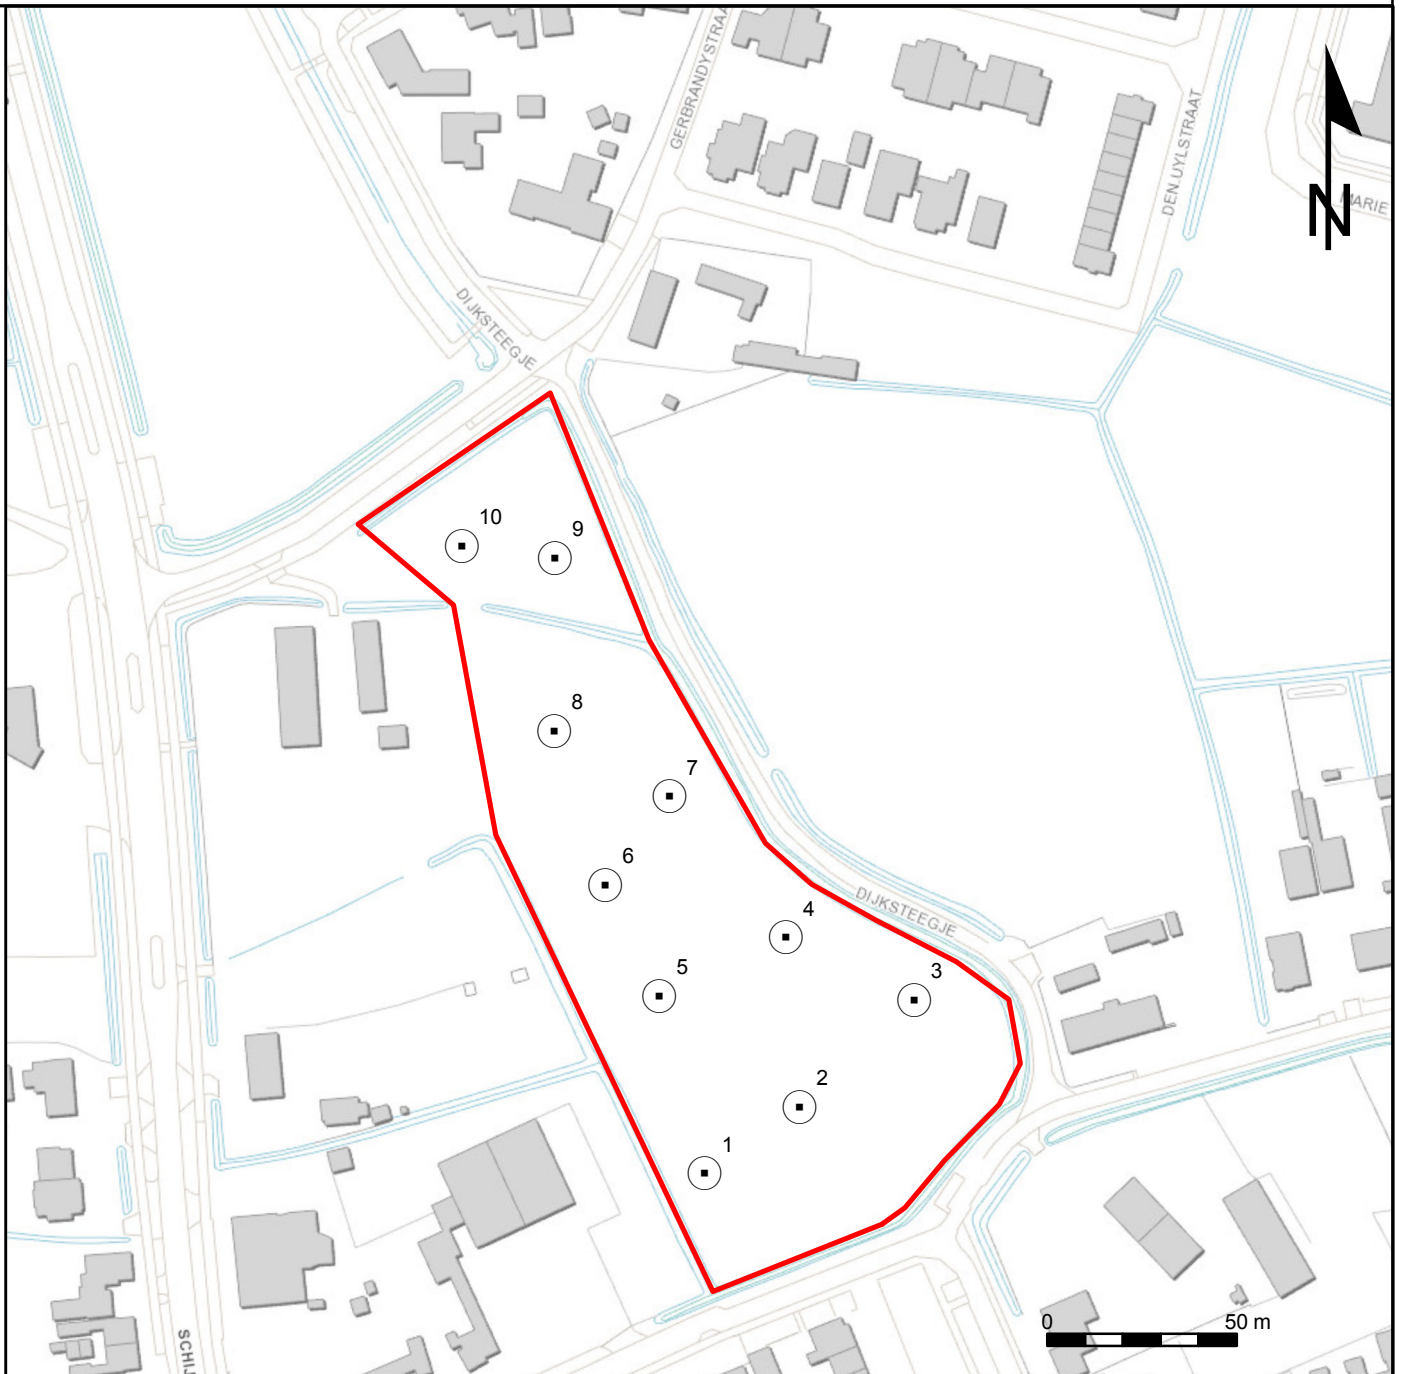 GERBRANDYSTRAA
DEN UYLSTRAAT
MARIE
N
DIJKSTEEGJE
10
9
8
7
6
DIJKSTEEGJE
4
5
3
2
1
0 50 m
SCHIJ